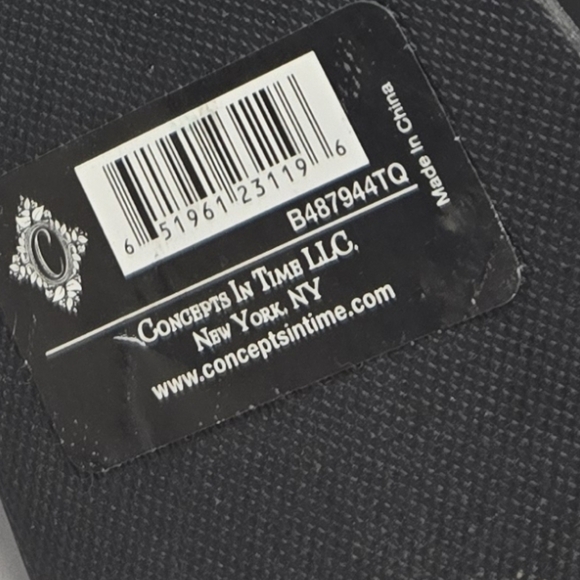 6 51961 23119 6
B487944TQ
Made In China
C
CONCEPTS IN TIME LLC,
NEW YORK, NY
www.conceptsintime.com